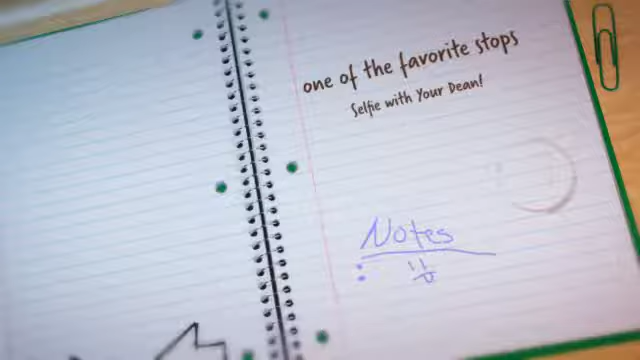 one of the favorite stops
Selfie with Your Dean!
Notes